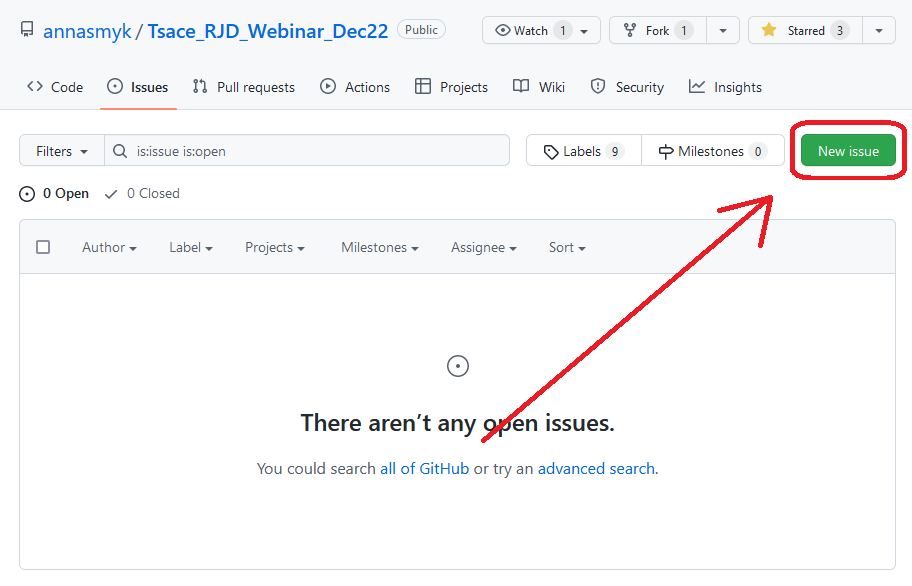 annasmyk / Tsace_RJD_Webinar_Dec22 Public Watch 1 Fork 1 Starred 3
Code Issues Pull requests Actions Projects Wiki Security Insights
Filters is:issue is:open Labels 9 Milestones 0 New issue
0 Open 0 Closed
Author Label Projects Milestones Assignee Sort
There aren’t any open issues.
You could search all of GitHub or try an advanced search.